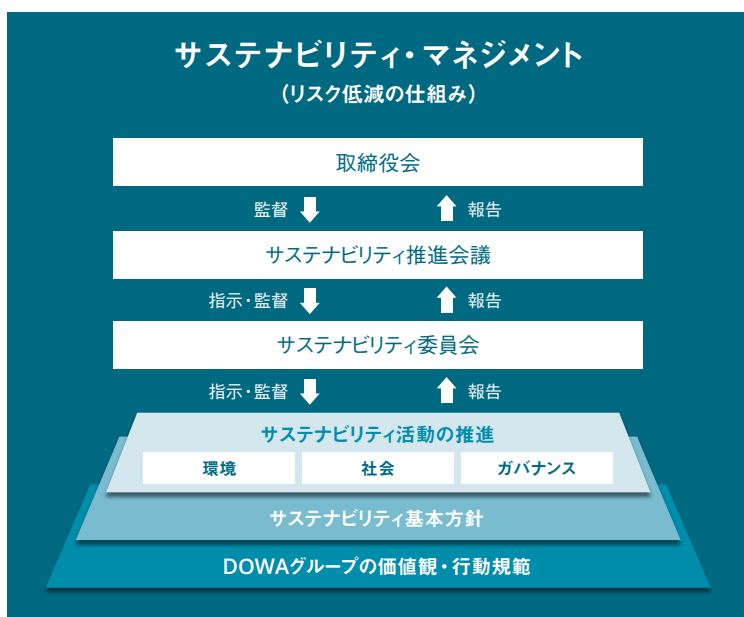 サステナビリティ・マネジメント
(リスク低減の仕組み)
取締役会
監督 報告
サステナビリティ推進会議
指示・監督 報告
サステナビリティ委員会
指示・監督 報告
サステナビリティ活動の推進
環境 社会 ガバナンス
サステナビリティ基本方針
DOWAグループの価値観・行動規範